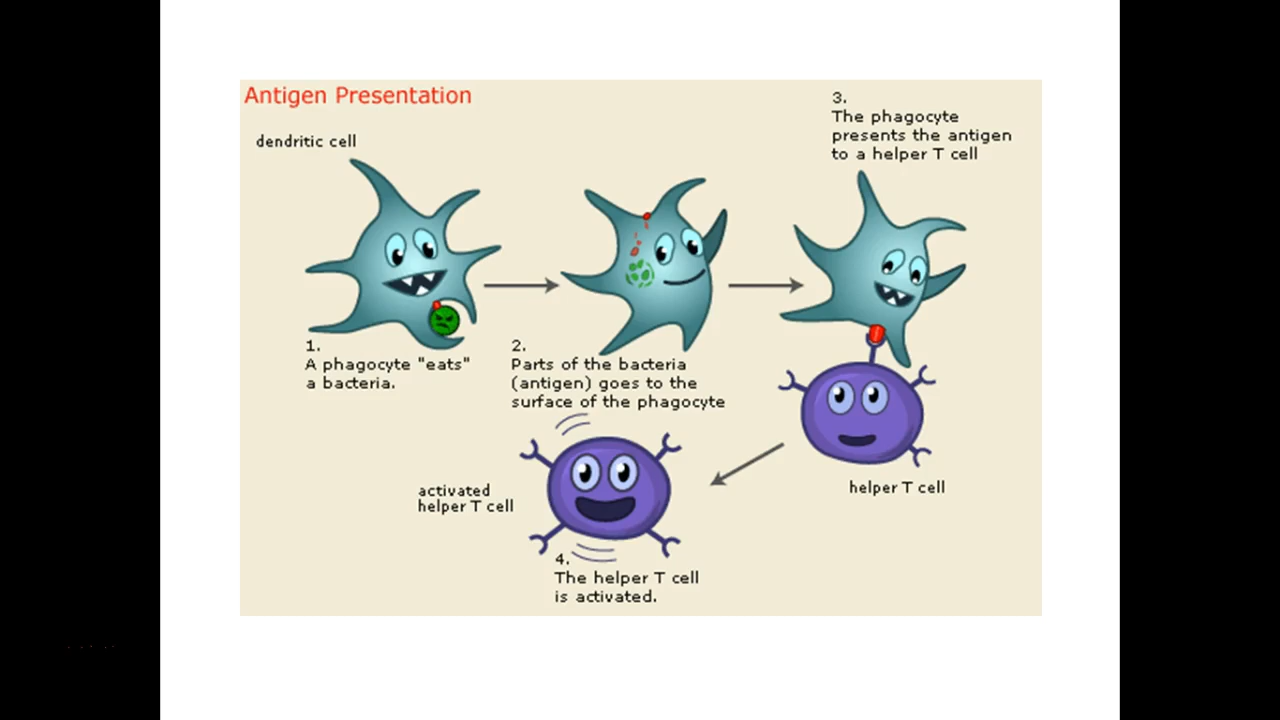 Antigen Presentation
dendritic cell
1.
A phagocyte "eats"
a bacteria.
2.
Parts of the bacteria
(antigen) goes to the
surface of the phagocyte
3.
The phagocyte
presents the antigen
to a helper T cell
helper T cell
activated
helper T cell
4.
The helper T cell
is activated.